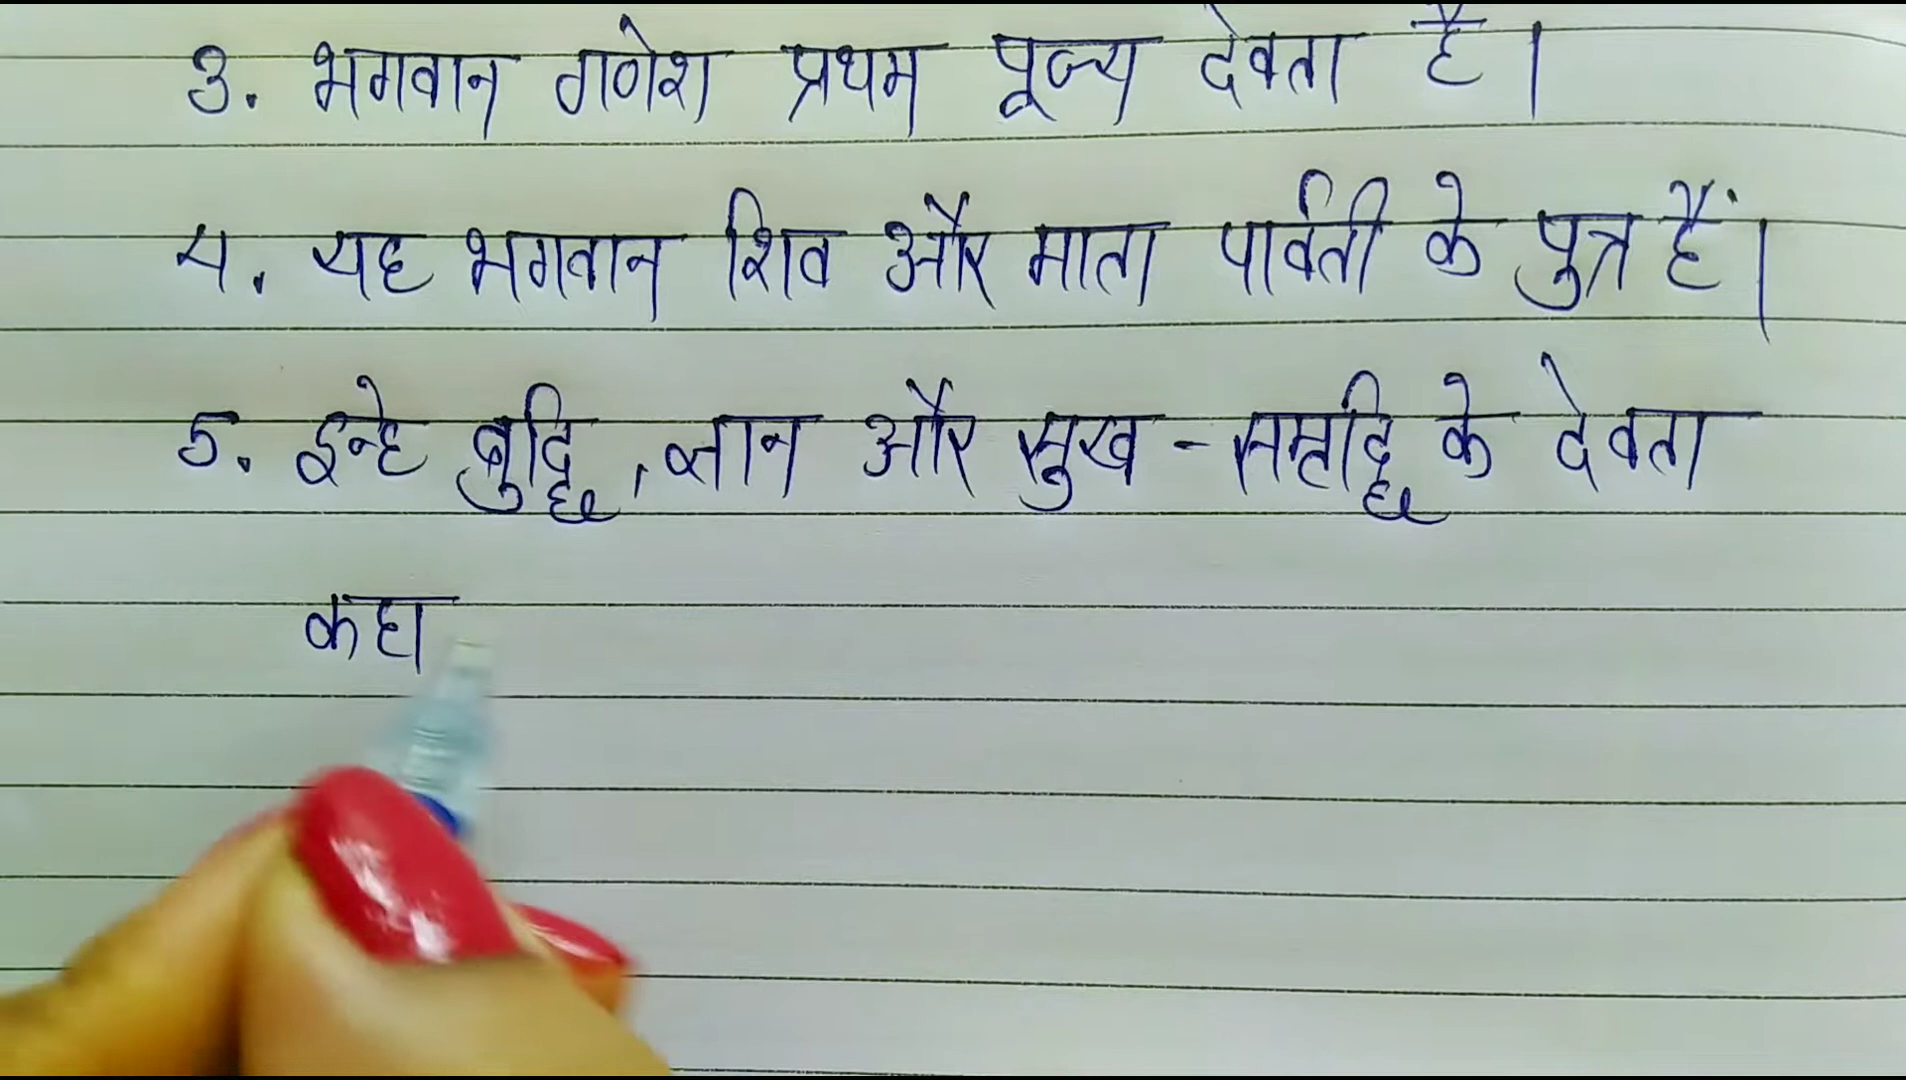 3. भगवान गणेश प्रथम पूज्य देवता है।
4. यह भगवान शिव और माता पार्वती के पुत्र हैं।
5. इन्हे बुद्धि, ज्ञान और सुख - समृद्धि के देवता
कहा